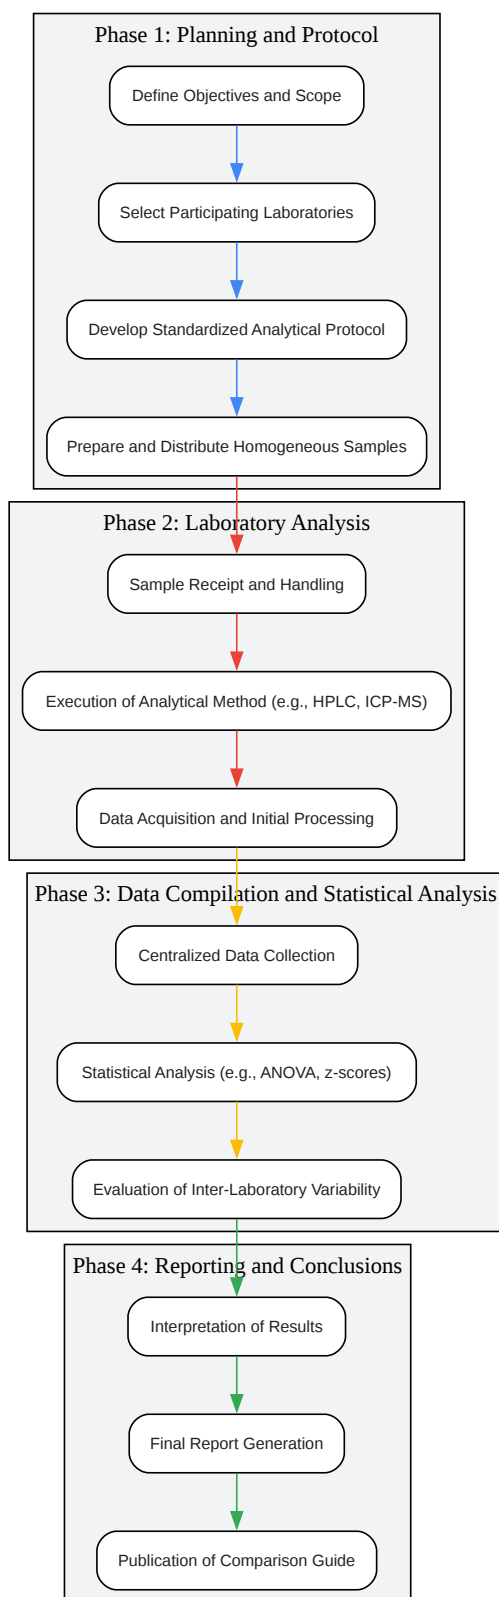 Phase 1: Planning and Protocol
Define Objectives and Scope
Select Participating Laboratories
Develop Standardized Analytical Protocol
Prepare and Distribute Homogeneous Samples
Phase 2: Laboratory Analysis
Sample Receipt and Handling
Execution of Analytical Method (e.g., HPLC, ICP-MS)
Data Acquisition and Initial Processing
Phase 3: Data Compilation and Statistical Analysis
Centralized Data Collection
Statistical Analysis (e.g., ANOVA, z-scores)
Evaluation of Inter-Laboratory Variability
Phase 4: Reporting and Conclusions
Interpretation of Results
Final Report Generation
Publication of Comparison Guide